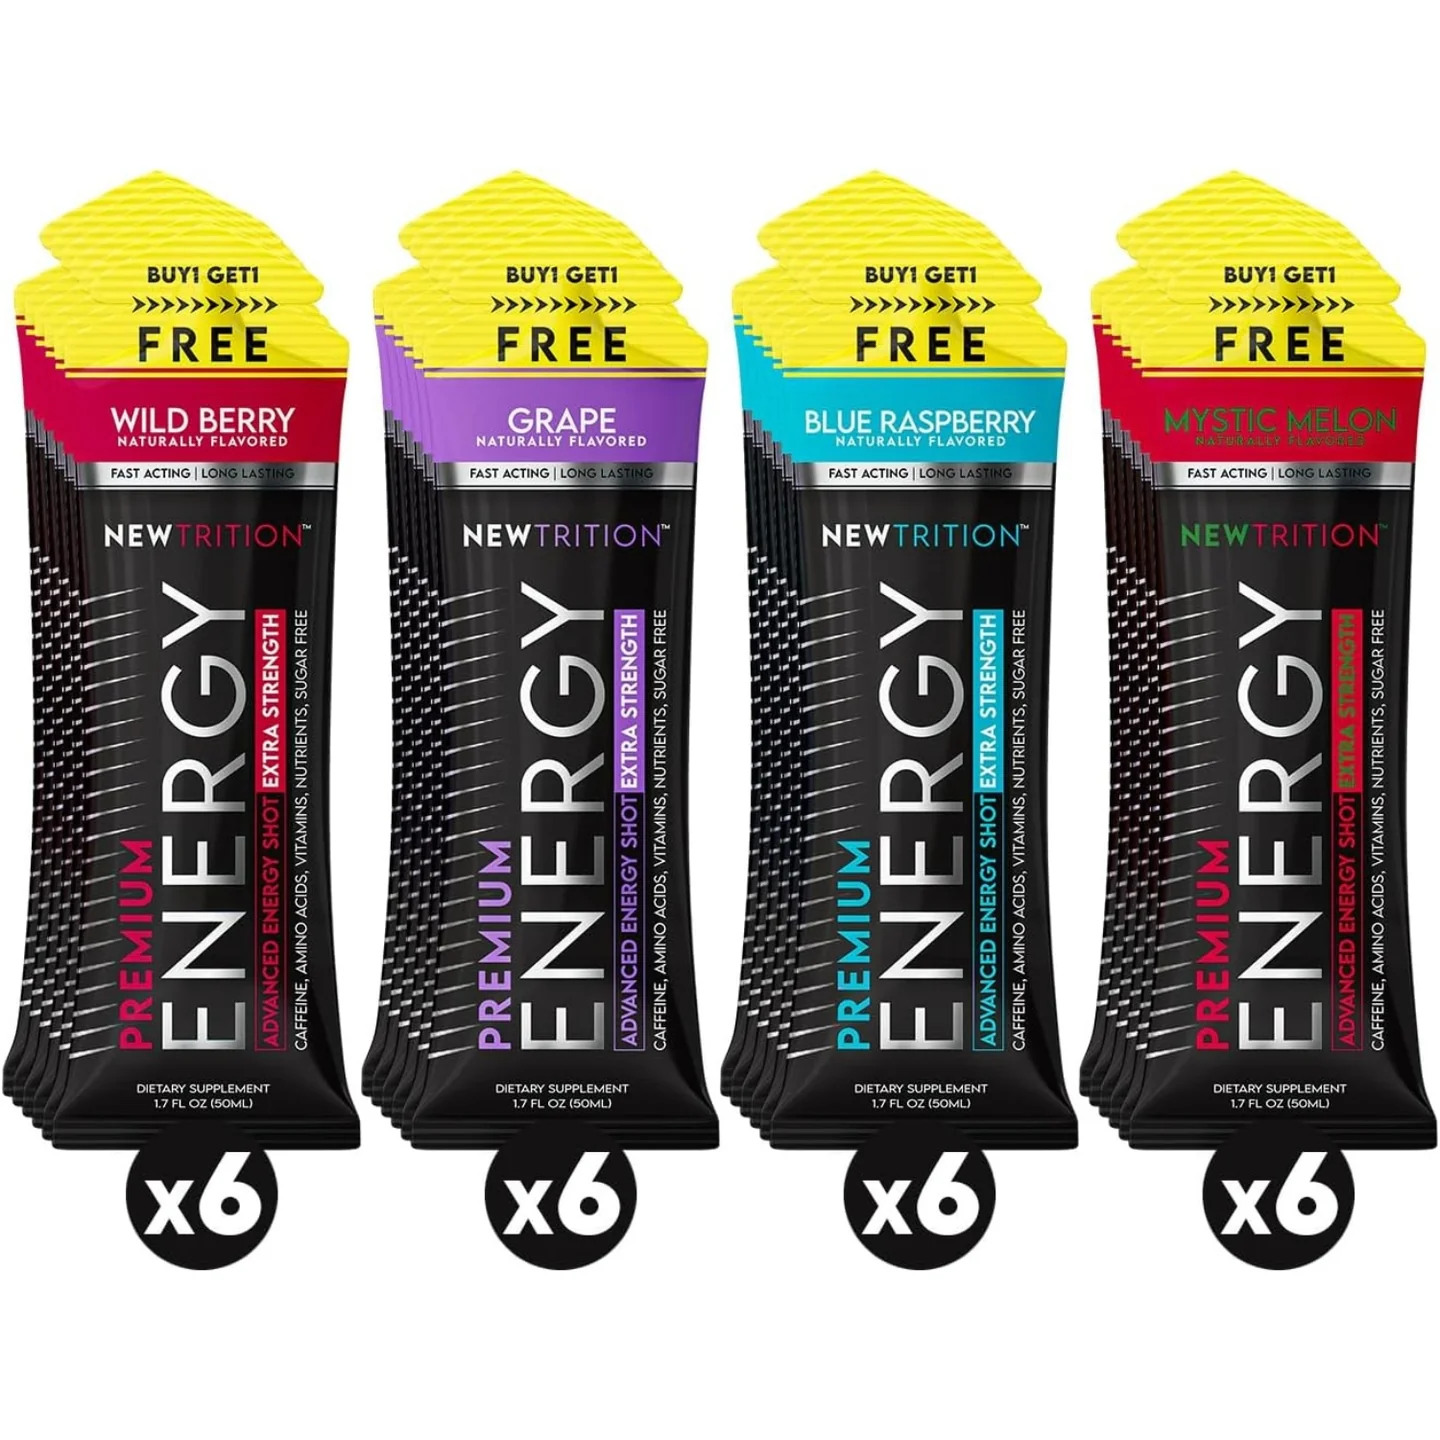 BUY1 GET1
FREE
WILD BERRY
NATURALLY FLAVORED
FAST ACTING | LONG LASTING
NEWTRITION™
PREMIUM
ENERGY
ADVANCED ENERGY SHOT EXTRA STRENGTH
CAFFEINE, AMINO ACIDS, VITAMINS, NUTRIENTS, SUGAR FREE
DIETARY SUPPLEMENT
1.7 FL OZ (50ML)
x6
BUY1 GET1
FREE
GRAPE
NATURALLY FLAVORED
FAST ACTING | LONG LASTING
NEWTRITION™
PREMIUM
ENERGY
ADVANCED ENERGY SHOT EXTRA STRENGTH
CAFFEINE, AMINO ACIDS, VITAMINS, NUTRIENTS, SUGAR FREE
DIETARY SUPPLEMENT
1.7 FL OZ (50ML)
x6
BUY1 GET1
FREE
BLUE RASPBERRY
NATURALLY FLAVORED
FAST ACTING | LONG LASTING
NEWTRITION™
PREMIUM
ENERGY
ADVANCED ENERGY SHOT EXTRA STRENGTH
CAFFEINE, AMINO ACIDS, VITAMINS, NUTRIENTS, SUGAR FREE
DIETARY SUPPLEMENT
1.7 FL OZ (50ML)
x6
BUY1 GET1
FREE
MYSTIC MELON
NATURALLY FLAVORED
FAST ACTING | LONG LASTING
NEWTRITION™
PREMIUM
ENERGY
ADVANCED ENERGY SHOT EXTRA STRENGTH
CAFFEINE, AMINO ACIDS, VITAMINS, NUTRIENTS, SUGAR FREE
DIETARY SUPPLEMENT
1.7 FL OZ (50ML)
x6